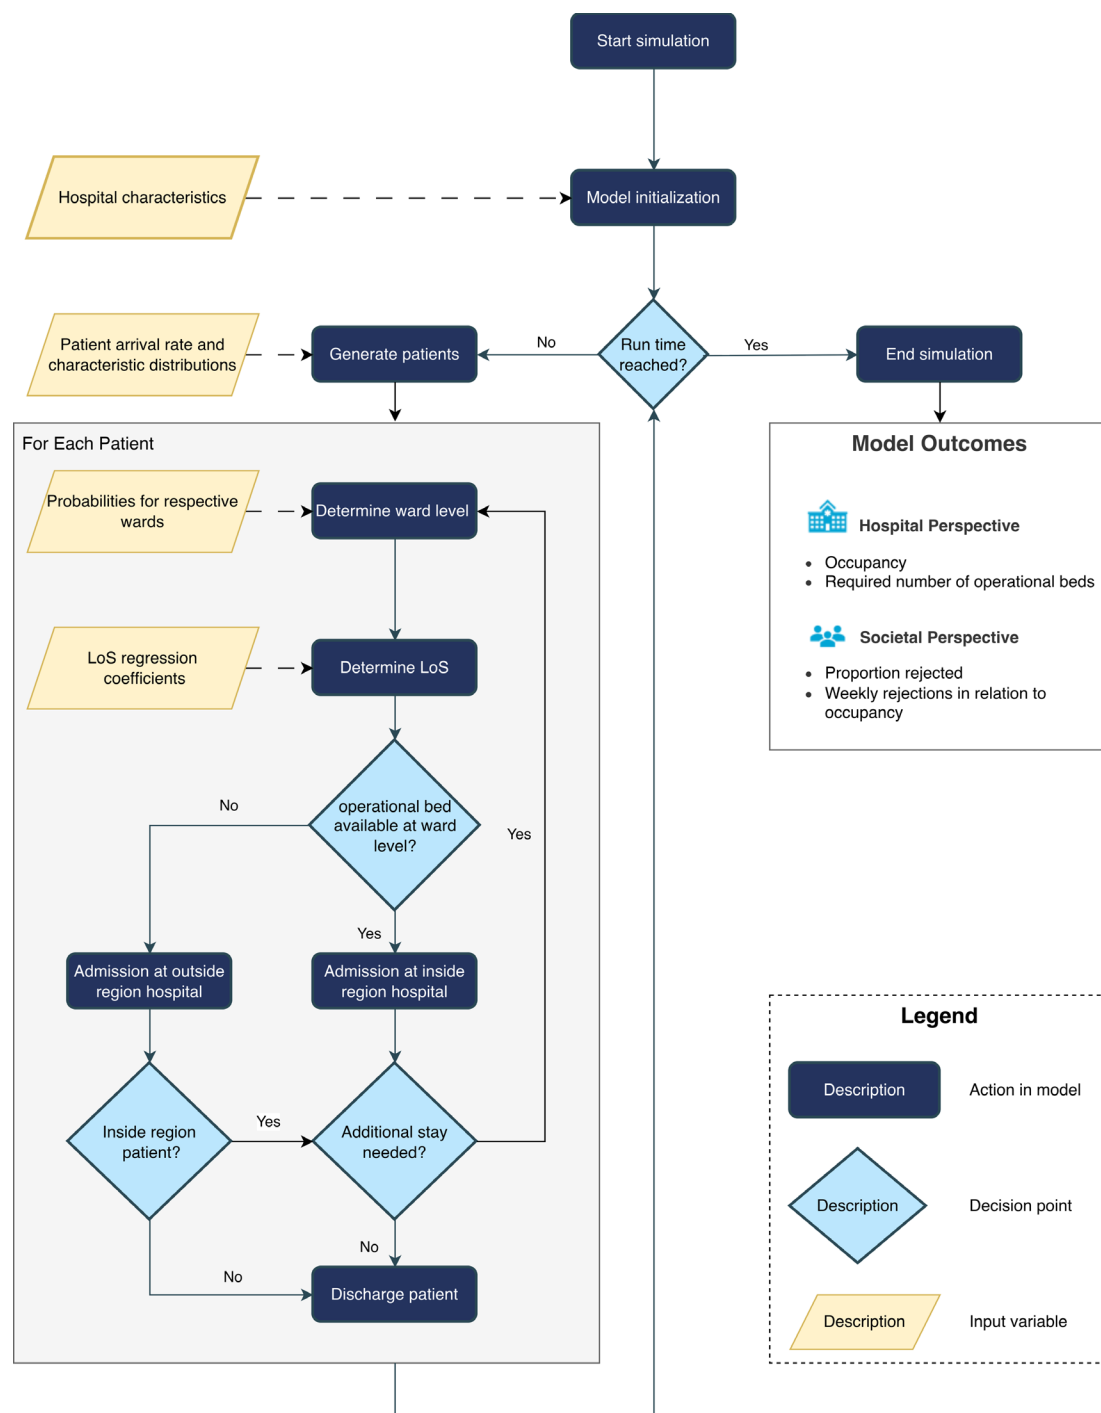 Start simulation
Hospital characteristics
Model initialization
Patient arrival rate and
characteristic distributions
Generate patients
No
Run time
reached?
Yes
End simulation
For Each Patient
Probabilities for respective
wards
Determine ward level
LoS regression
coefficients
Determine LoS
operational bed
available at ward
level?
No
Yes
Yes
Admission at outside
region hospital
Admission at inside
region hospital
Inside region
patient?
Yes
Additional stay
needed?
No
No
Discharge patient
Model Outcomes
Hospital Perspective
• Occupancy
• Required number of operational beds
Societal Perspective
• Proportion rejected
• Weekly rejections in relation to
occupancy
Legend
Description
Action in model
Description
Decision point
Description
Input variable